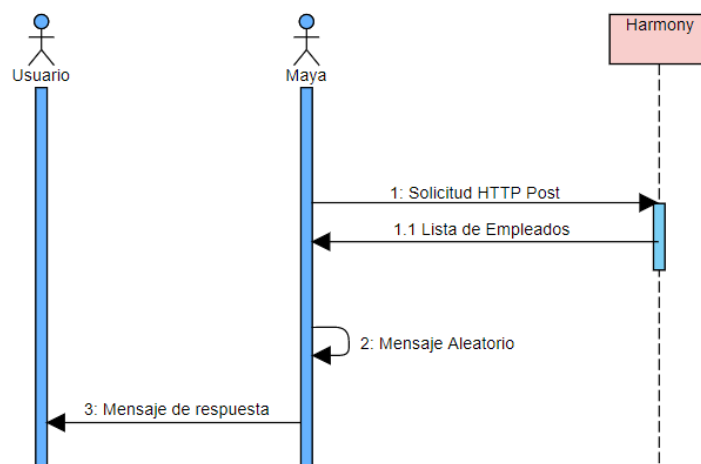 Usuario
Maya
Harmony
1: Solicitud HTTP Post
1.1 Lista de Empleados
2: Mensaje Aleatorio
3: Mensaje de respuesta